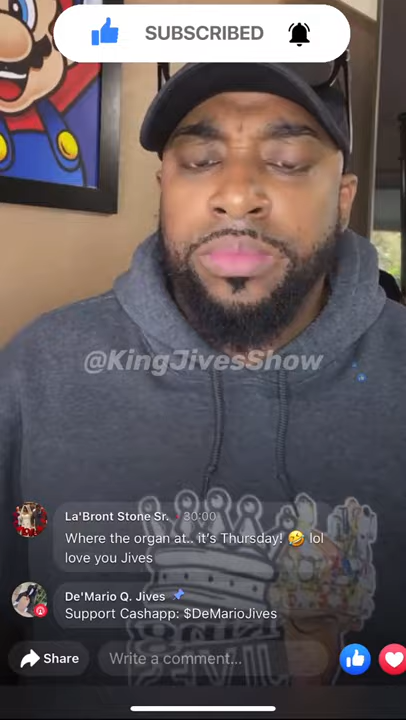 SUBSCRIBED
@KingJivesShow
La'Bront Stone Sr. 30:00
Where the organ at.. it's Thursday! 🤣 lol
love you Jives
De'Mario Q. Jives
Support Cashapp: $DeMarioJives
Share
Write a comment...